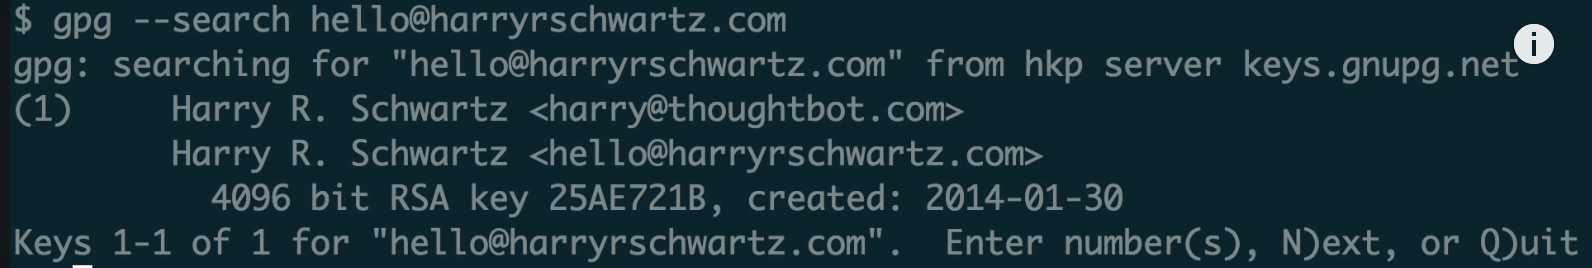 $ gpg --search hello@harryrschwartz.com
gpg: searching for "hello@harryrschwartz.com" from hkp server keys.gnupg.net
(1)     Harry R. Schwartz <harry@thoughtbot.com>
        Harry R. Schwartz <hello@harryrschwartz.com>
          4096 bit RSA key 25AE721B, created: 2014-01-30
Keys 1-1 of 1 for "hello@harryrschwartz.com".  Enter number(s), N)ext, or Q)uit